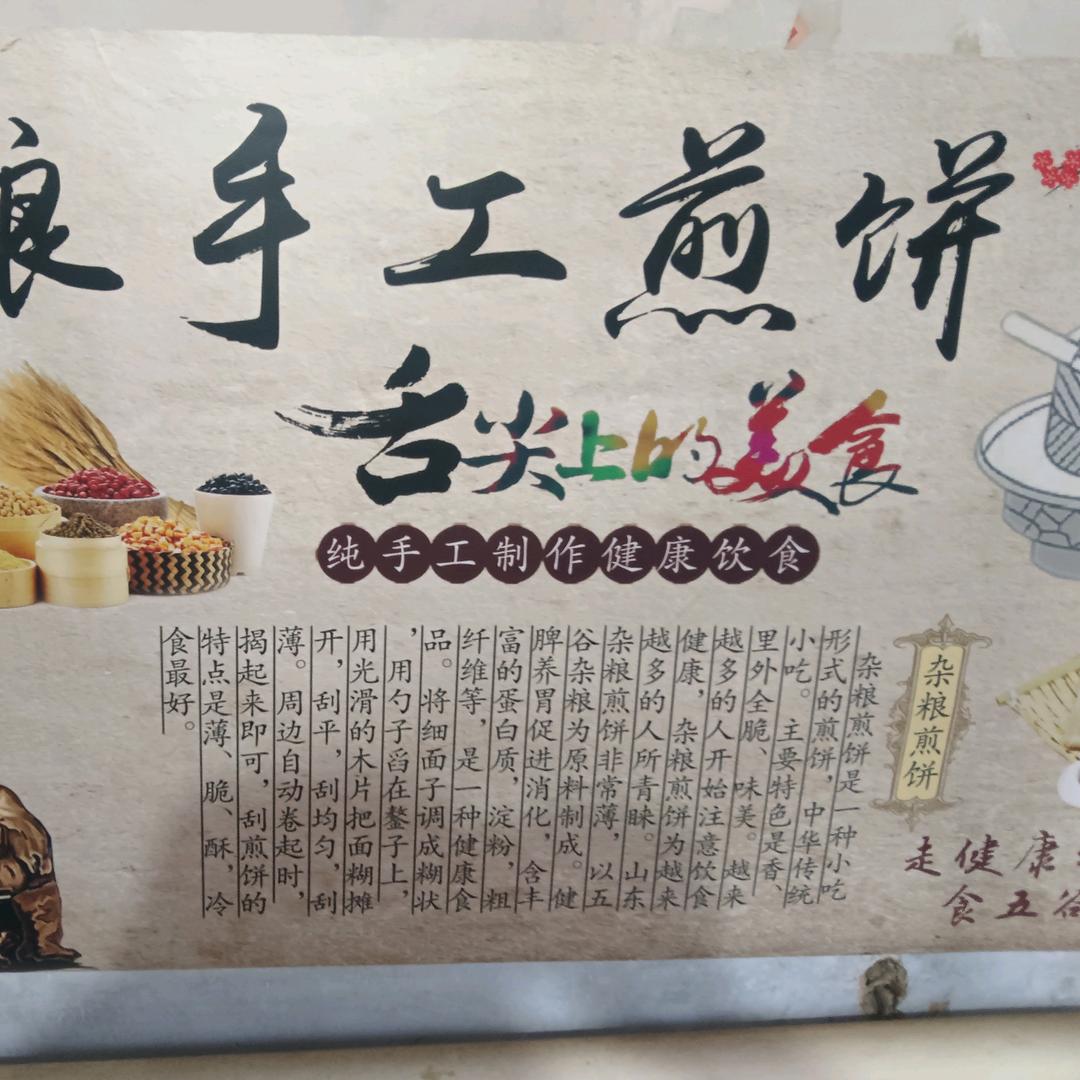 粮手工煎饼
舌尖上的美食
纯手工制作健康饮食
杂粮煎饼
杂粮煎饼是一种小吃
形式的煎饼，中华传统
小吃。主要特色是香、
里外全脆、味美。越来
越多的人开始注意饮食
健康，杂粮煎饼为越来
越多的人所青睐。山东
杂粮煎饼非常薄，以五
谷杂粮为原料制成。健
脾养胃促进消化，含丰
富的蛋白质，淀粉，粗
纤维等，是一种健康食
品。将细面子调成糊状
，用勺子舀在鏊子上，
用光滑的木片把面糊摊
开，刮平，刮均匀，刮
薄。周边自动卷起时，
揭起来即可，刮煎饼的
特点是薄、脆、酥，冷
食最好。
走健康
食五谷